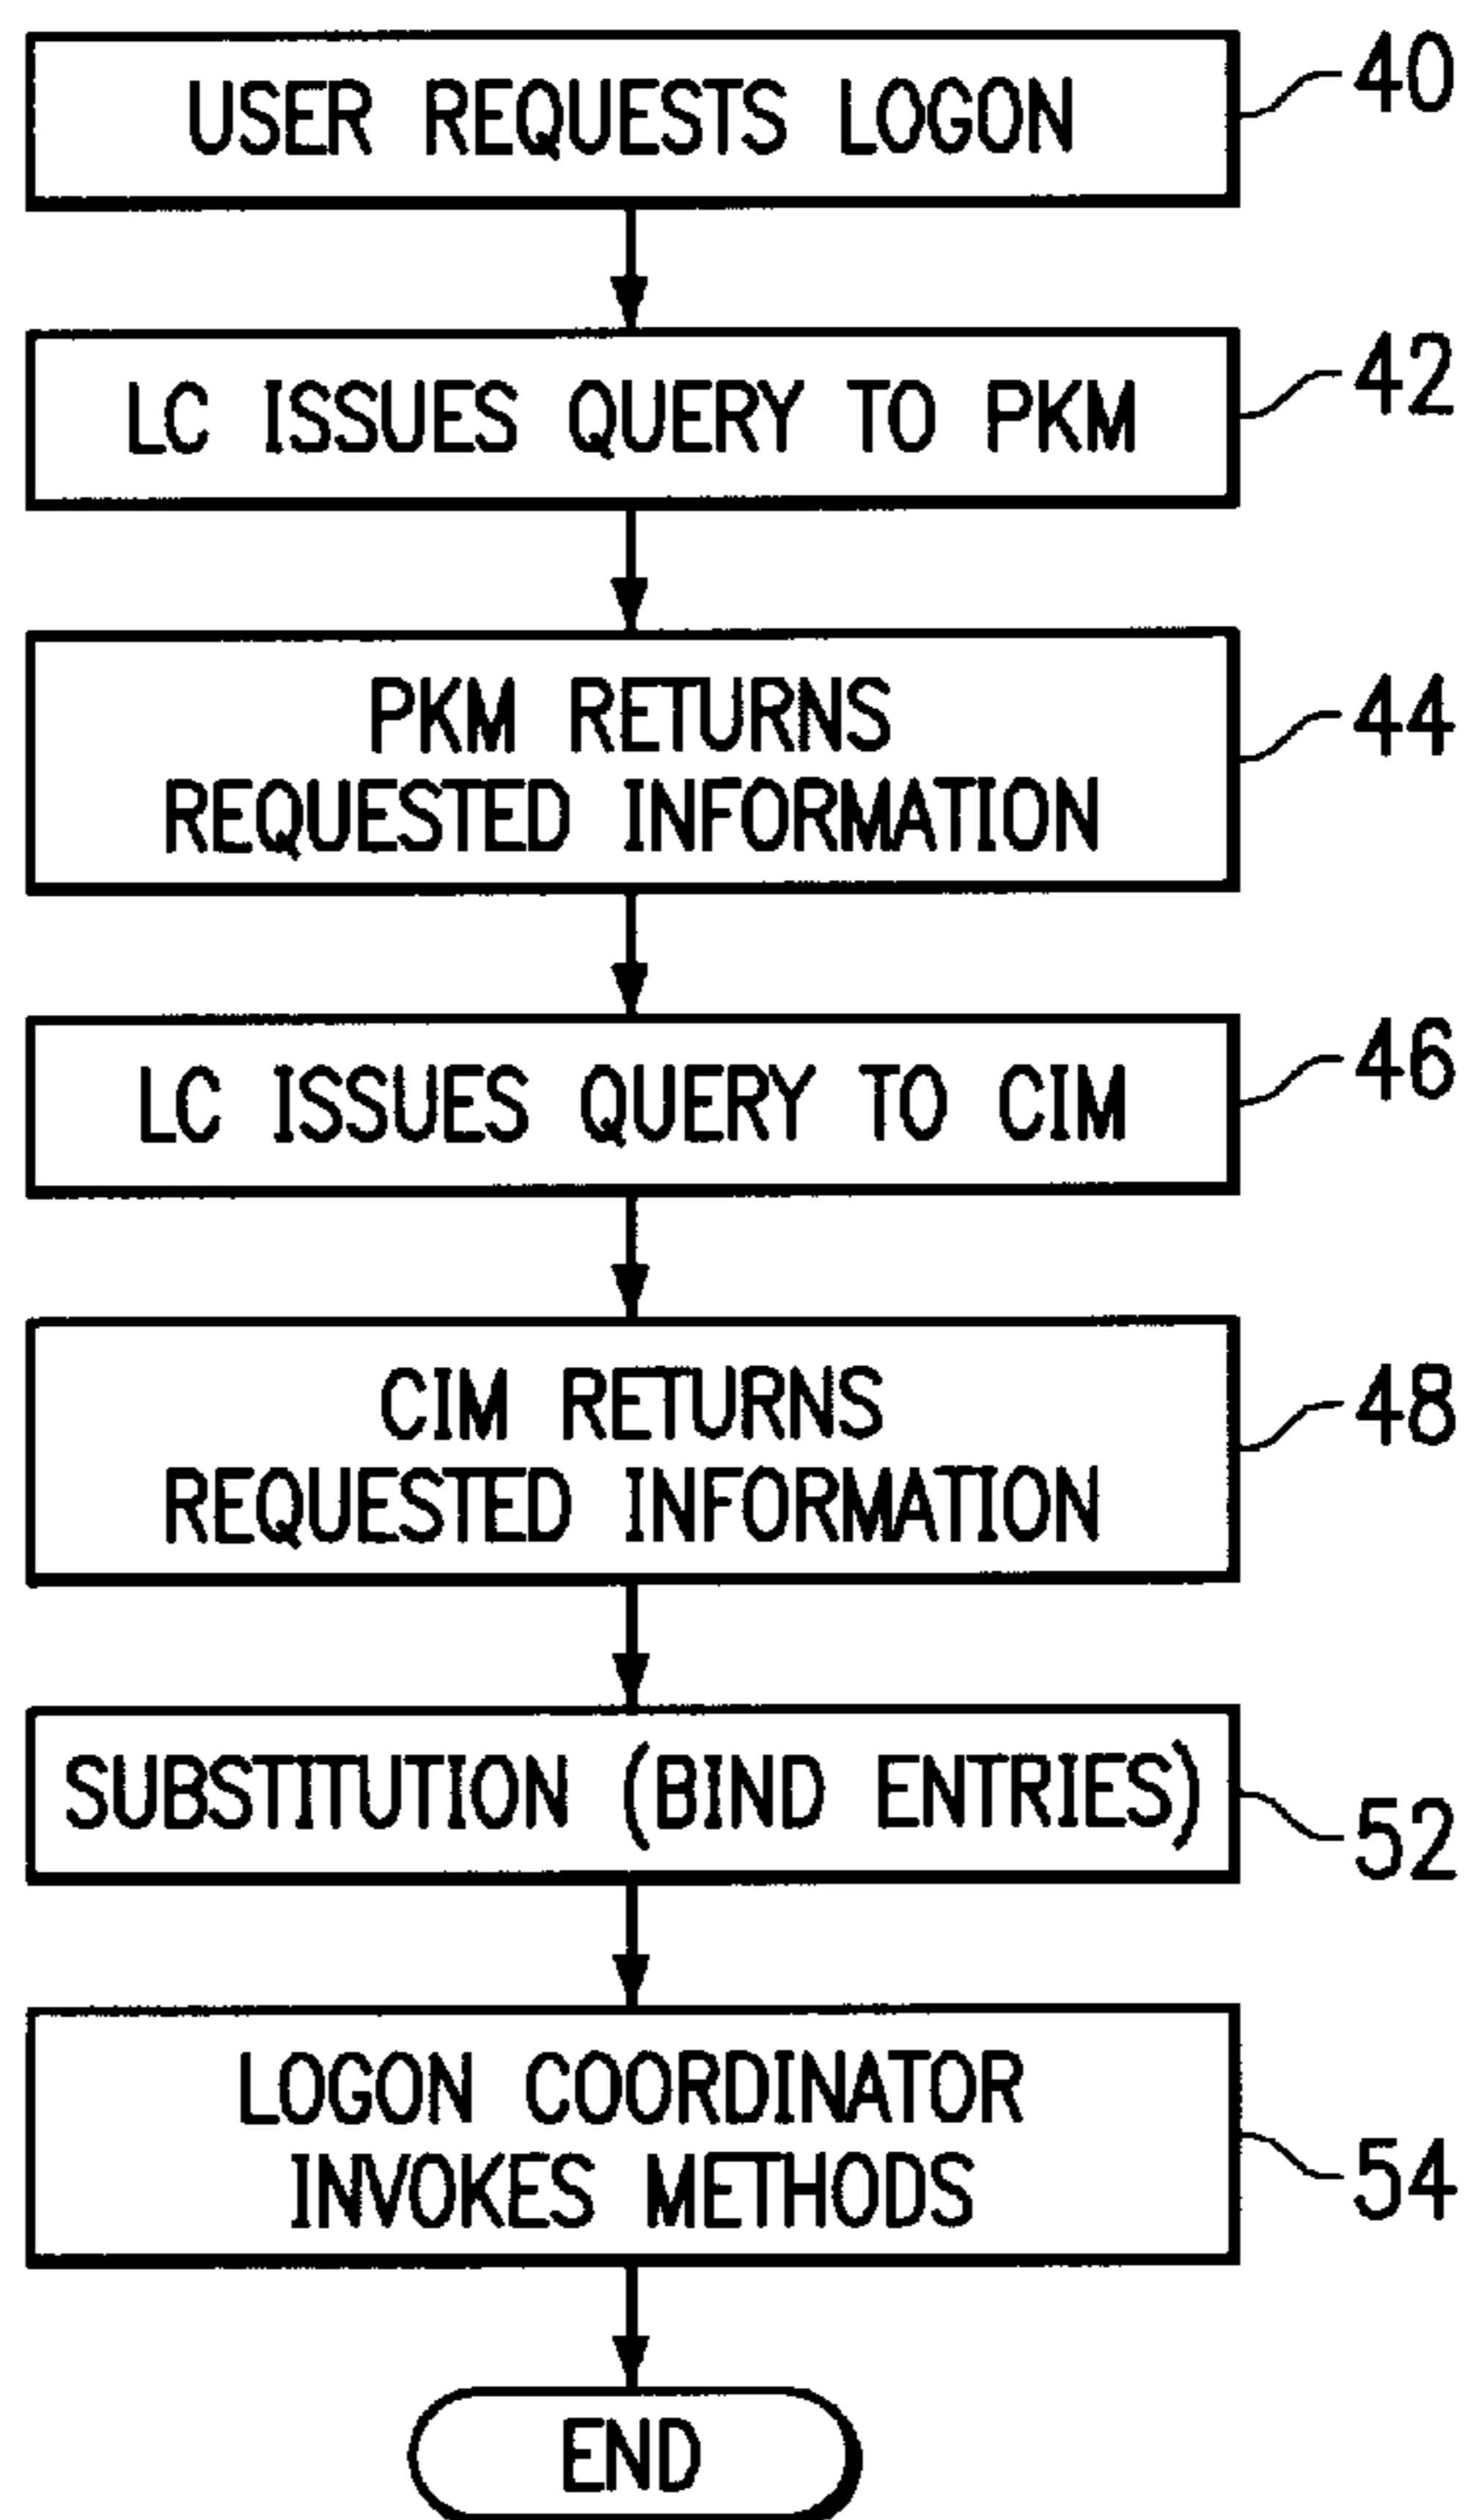 USER REQUESTS LOGON
40
LC ISSUES QUERY TO PKM
42
PKM RETURNS
REQUESTED INFORMATION
44
LC ISSUES QUERY TO CIM
46
CIM RETURNS
REQUESTED INFORMATION
48
SUBSTITUTION (BIND ENTRIES)
52
LOGON COORDINATOR
INVOKES METHODS
54
END